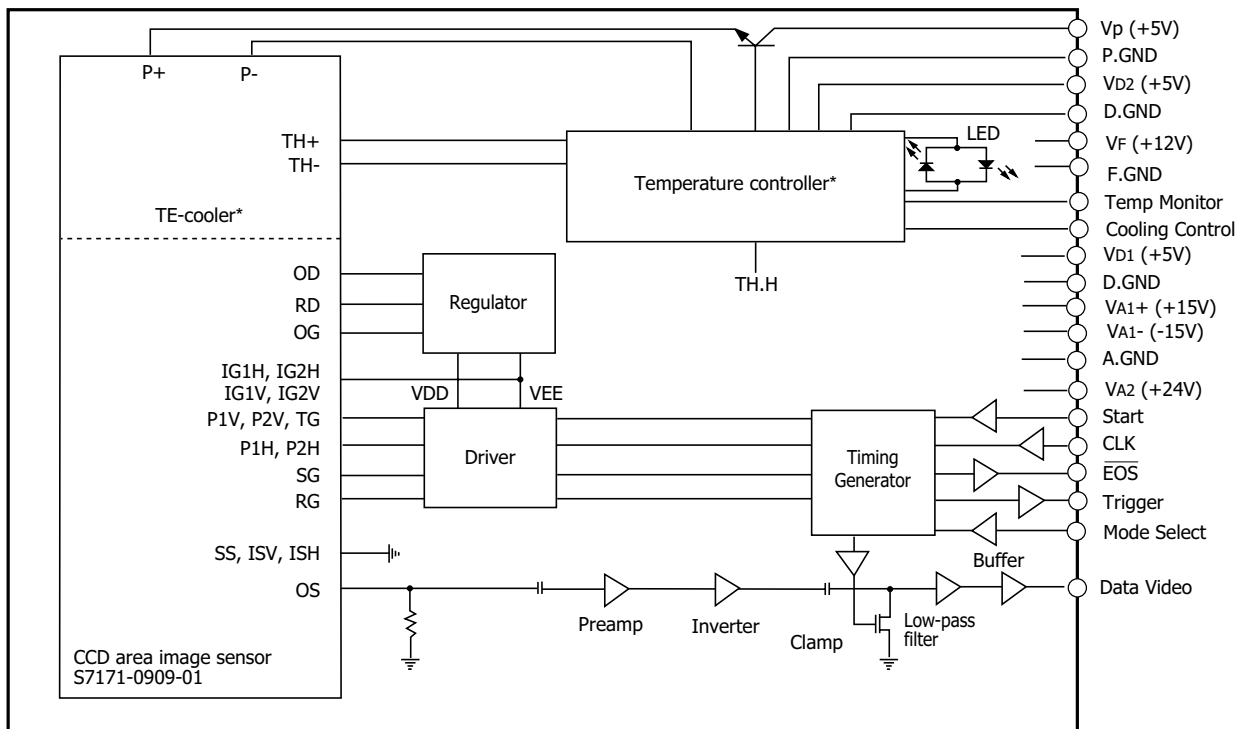 P+
P-
TH+
TH-
TE-cooler*
OD
RD
OG
IG1H, IG2H
IG1V, IG2V
P1V, P2V, TG
P1H, P2H
SG
RG
SS, ISV, ISH
OS
CCD area image sensor
S7171-0909-01
Regulator
VDD
VEE
Driver
Temperature controller*
TH.H
LED
Timing
Generator
Preamp
Inverter
Clamp
Low-pass
filter
Buffer
Vp (+5V)
P.GND
VD2 (+5V)
D.GND
VF (+12V)
F.GND
Temp Monitor
Cooling Control
VD1 (+5V)
D.GND
VA1+ (+15V)
VA1- (-15V)
A.GND
VA2 (+24V)
Start
CLK
E̅O̅S̅
Trigger
Mode Select
Data Video